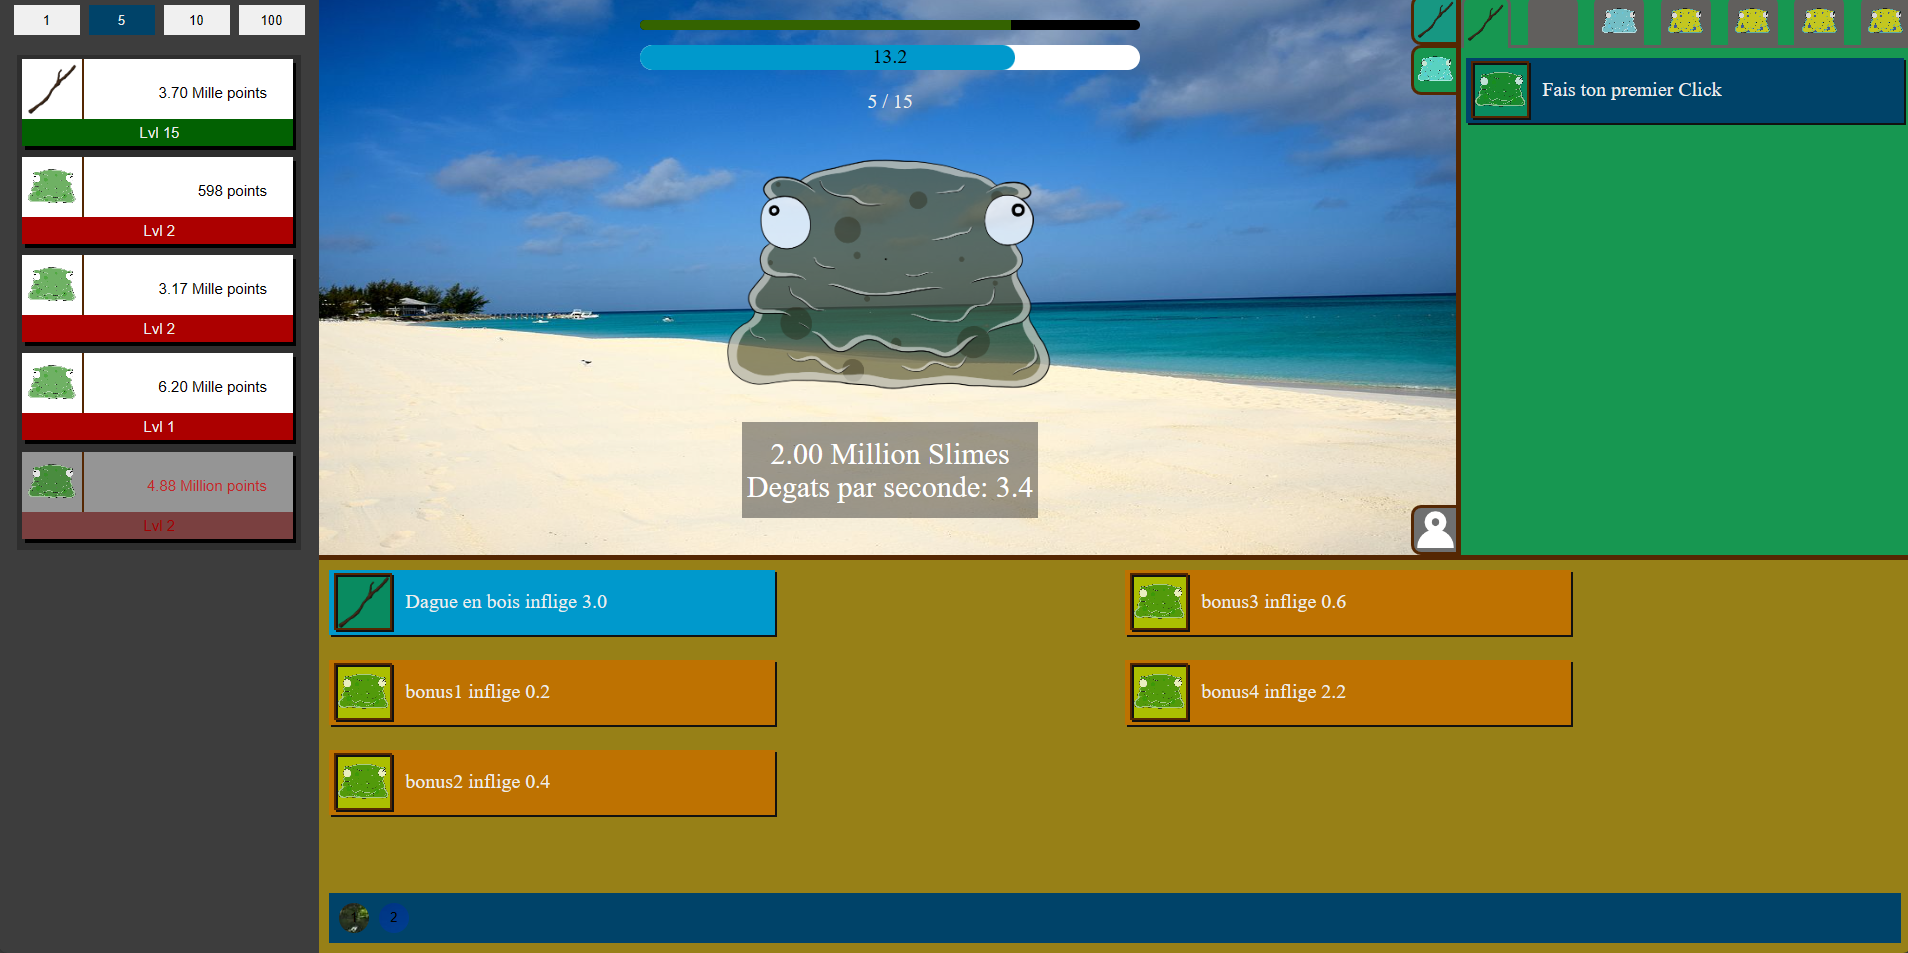 1
5
10
100
3.70 Mille points
Lvl 15
598 points
Lvl 2
3.17 Mille points
Lvl 2
6.20 Mille points
Lvl 1
4.88 Million points
Lvl 2
13.2
5 / 15
2.00 Million Slimes
Degats par seconde: 3.4
Fais ton premier Click
Dague en bois inflige 3.0
bonus1 inflige 0.2
bonus2 inflige 0.4
bonus3 inflige 0.6
bonus4 inflige 2.2
1
2